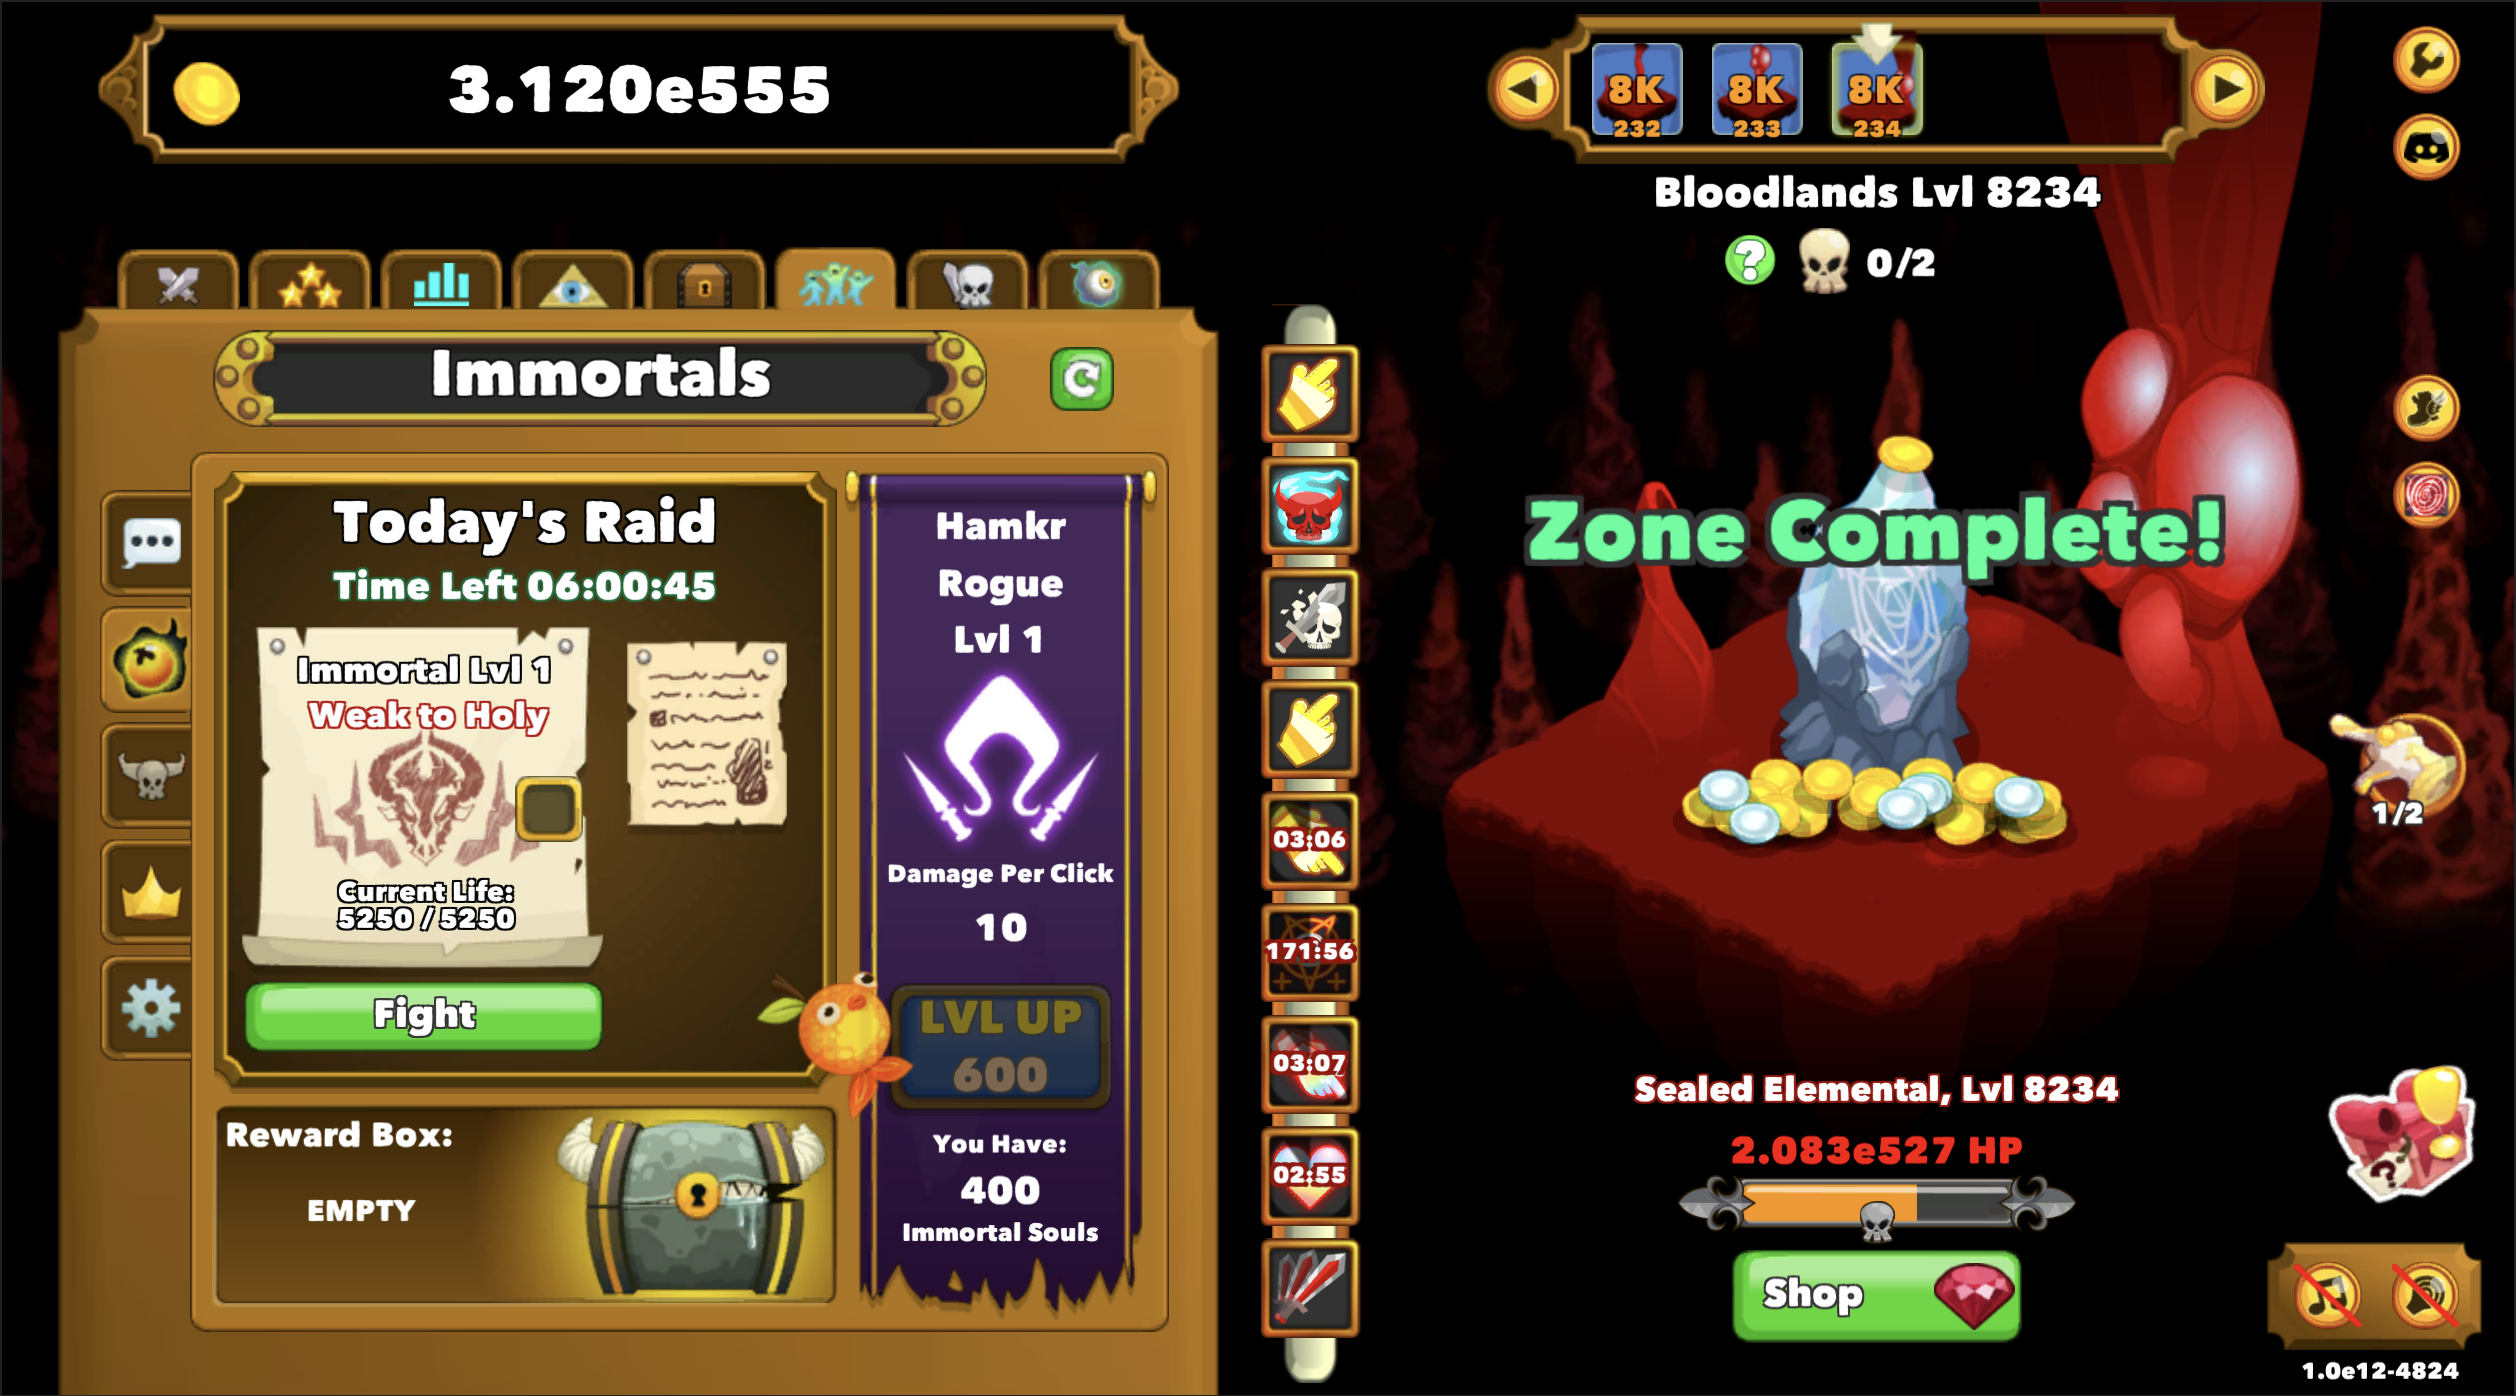 3.120e555
8K
232
8K
233
8K
234
Bloodlands Lvl 8234
?
0/2
Immortals
Today's Raid
Time Left 06:00:45
Immortal Lvl 1
Weak to Holy
Current Life:
5250 / 5250
Fight
Hamkr
Rogue
Lvl 1
Damage Per Click
10
LVL UP
600
You Have:
400
Immortal Souls
Reward Box:
EMPTY
03:06
171:56
03:07
02:55
Zone Complete!
1/2
Sealed Elemental, Lvl 8234
2.083e527 HP
Shop
?
1.0e12-4824